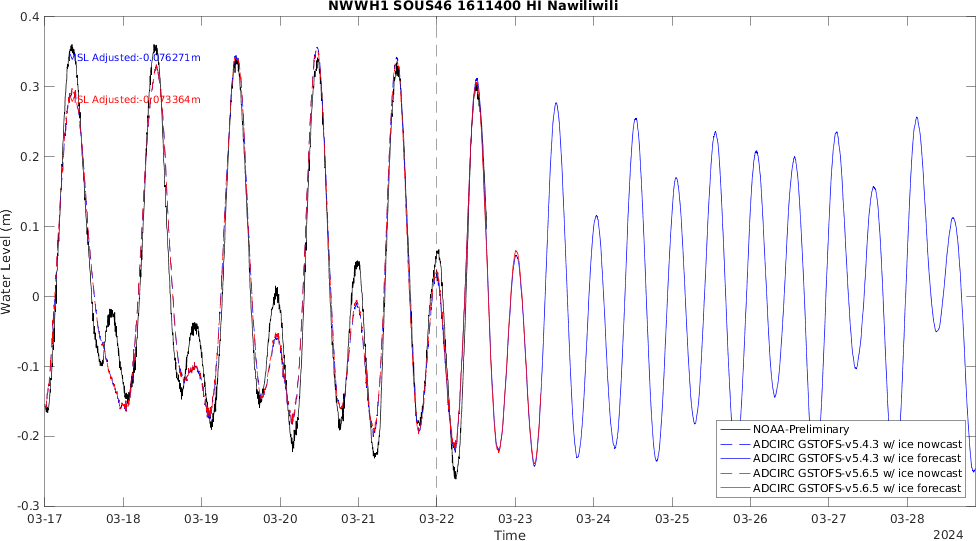 NWWH1 SOUS46 1611400 HI Nawiliwili
0.4
0.3
0.2
0.1
0
-0.1
-0.2
-0.3
Water Level (m)
MSL Adjusted:-0.076271m
MSL Adjusted:-0.073364m
NOAA-Preliminary
ADCIRC GSTOFS-v5.4.3 w/ ice nowcast
ADCIRC GSTOFS-v5.4.3 w/ ice forecast
ADCIRC GSTOFS-v5.6.5 w/ ice nowcast
ADCIRC GSTOFS-v5.6.5 w/ ice forecast
03-17 03-18 03-19 03-20 03-21 03-22 03-23 03-24 03-25 03-26 03-27 03-28
Time
2024